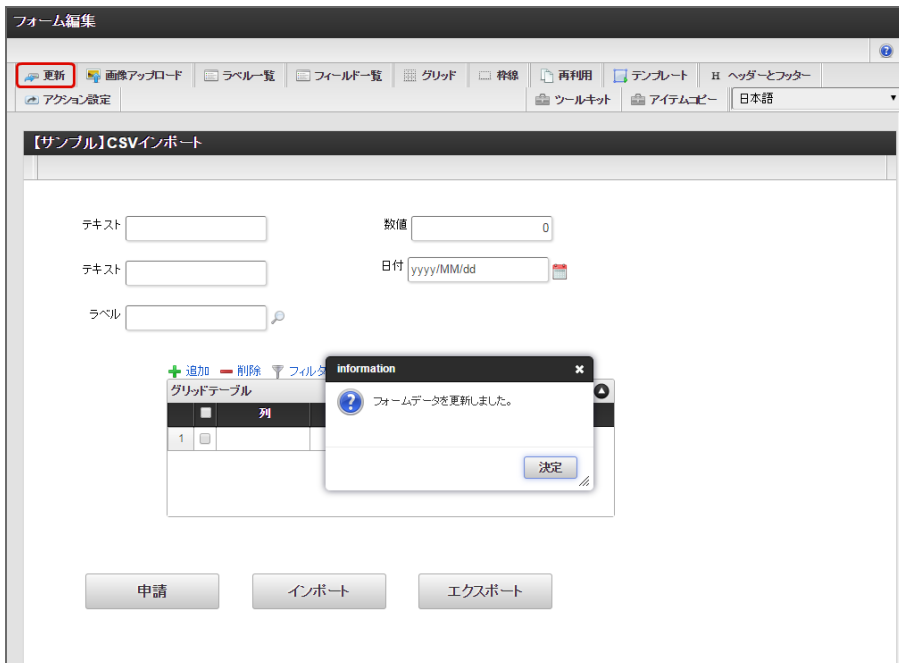 フォーム編集
更新 画像アップロード ラベル一覧 フィールド一覧 グリッド 枠線 再利用 テンプレート H ヘッダーとフッター
アクション設定 ツールキット アイテムコピー 日本語
【サンプル】CSVインポート
テキスト 数値 0
テキスト 日付 yyyy/MM/dd
ラベル
追加 削除 フィルタ
information
グリッドテーブル
フォームデータを更新しました。
列
1
決定
申請 インポート エクスポート